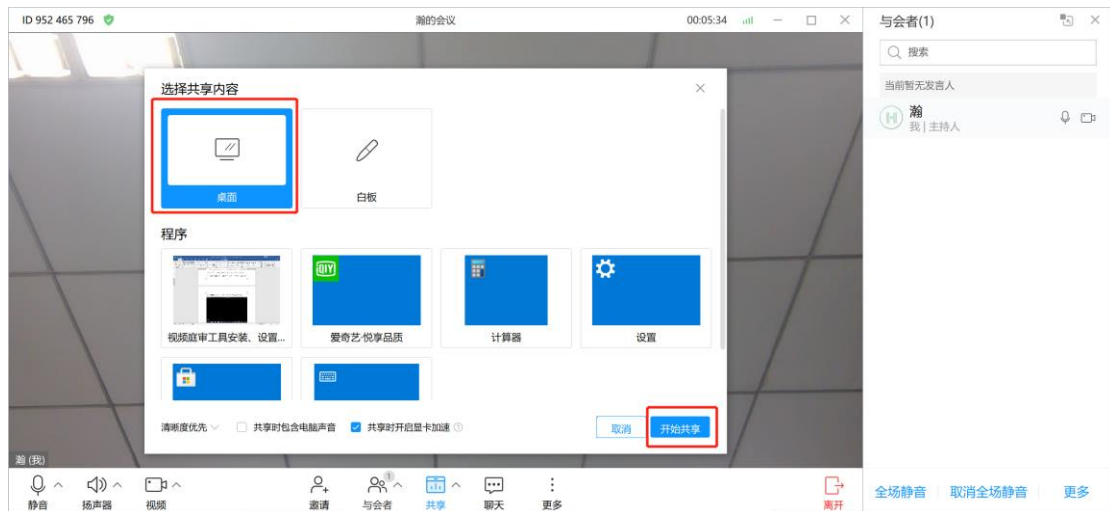 ID 952 465 796
瀚的会议
00:05:34
与会者(1)
搜索
当前暂无发言人
H
瀚
我 | 主持人
选择共享内容
桌面
白板
程序
视频庭审工具安装、设置...
iQIY
爱奇艺·悦享品质
计算器
设置
清晰度优先
共享时包含电脑声音
共享时开启显卡加速
取消
开始共享
瀚 (我)
静音
扬声器
视频
邀请
1
与会者
共享
聊天
更多
离开
全场静音
取消全场静音
更多